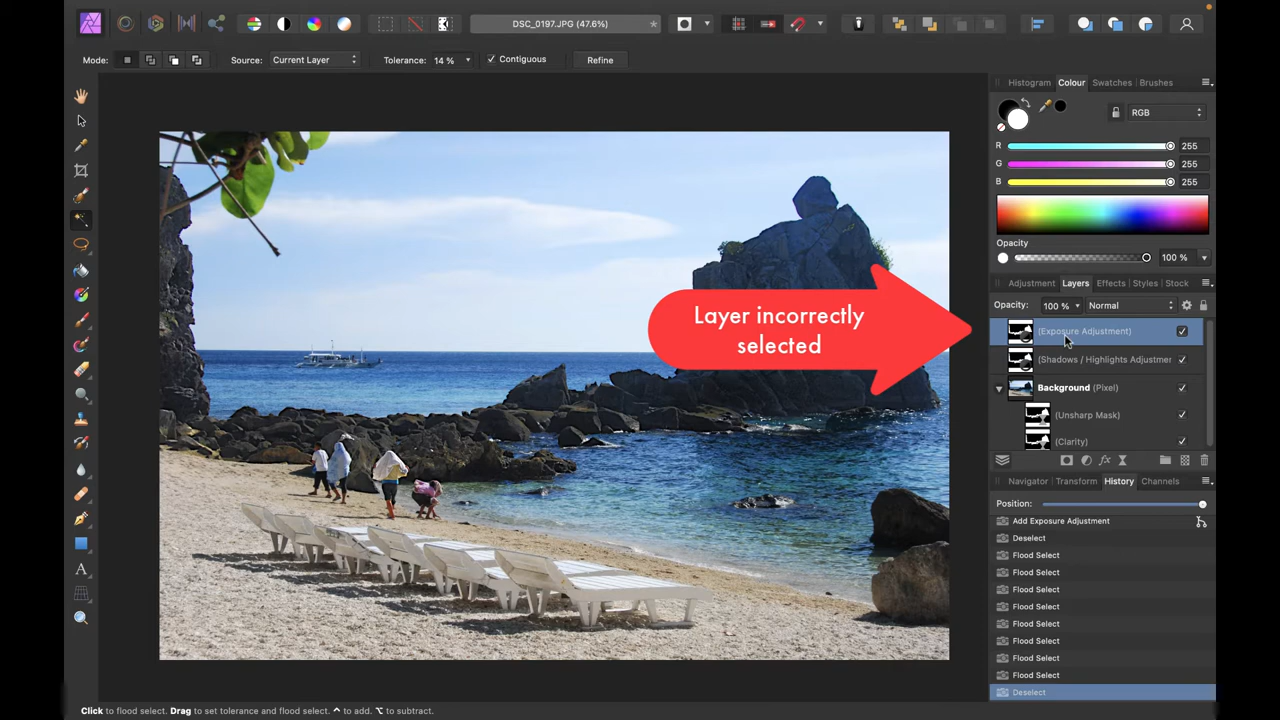 DSC_0197.JPG (47.6%)
*
Mode:
Source:
Current Layer
Tolerance:
14 %
Contiguous
Refine
Histogram
Colour
Swatches
Brushes
RGB
R
255
G
255
B
255
Opacity
100 %
Adjustment
Layers
Effects
Styles
Stock
Opacity:
100 %
Normal
Layer incorrectly
selected
(Exposure Adjustment)
(Shadows / Highlights Adjustmer
Background (Pixel)
(Unsharp Mask)
(Clarity)
fx
Navigator
Transform
History
Channels
Position:
Add Exposure Adjustment
Deselect
Flood Select
Flood Select
Flood Select
Flood Select
Flood Select
Flood Select
Flood Select
Flood Select
Deselect
A
Click to flood select. Drag to set tolerance and flood select. ⌃ to add. ⌥ to subtract.